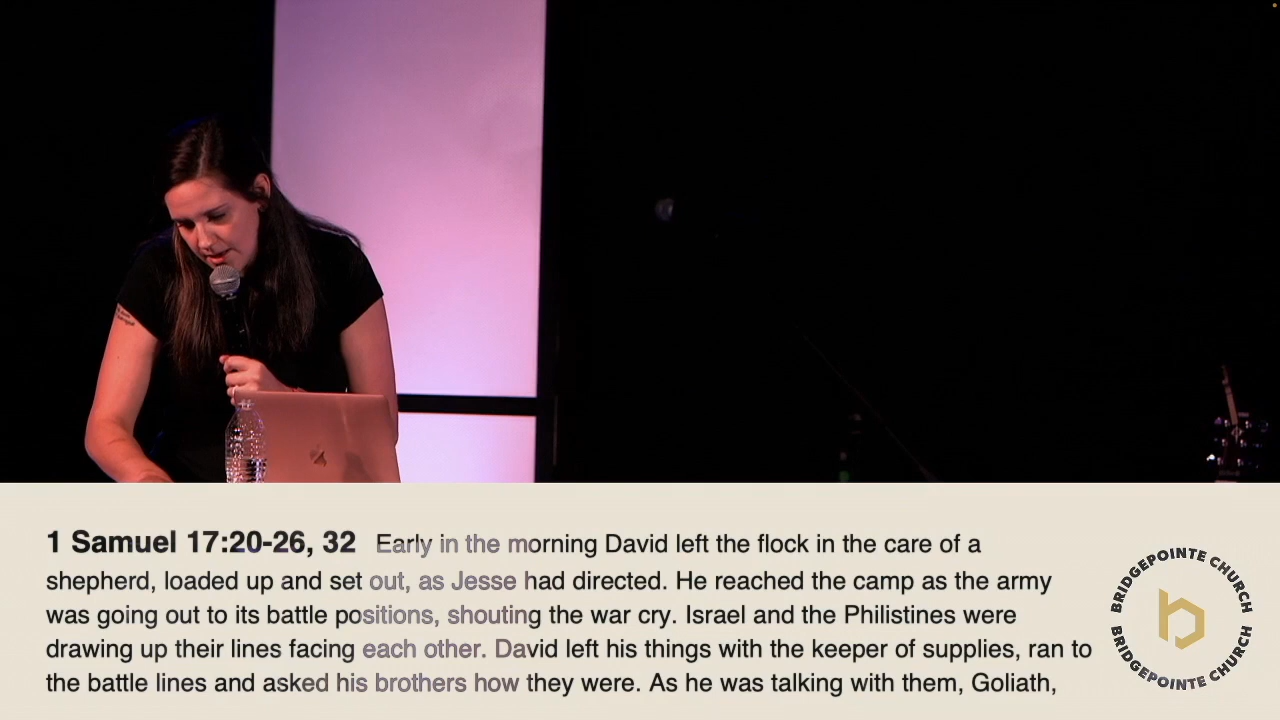 1 Samuel 17:20-26, 32 Early in the morning David left the flock in the care of a
shepherd, loaded up and set out, as Jesse had directed. He reached the camp as the army
was going out to its battle positions, shouting the war cry. Israel and the Philistines were
drawing up their lines facing each other. David left his things with the keeper of supplies, ran to
the battle lines and asked his brothers how they were. As he was talking with them, Goliath,
BRIDGEPOINTE CHURCH
BRIDGEPOINTE CHURCH